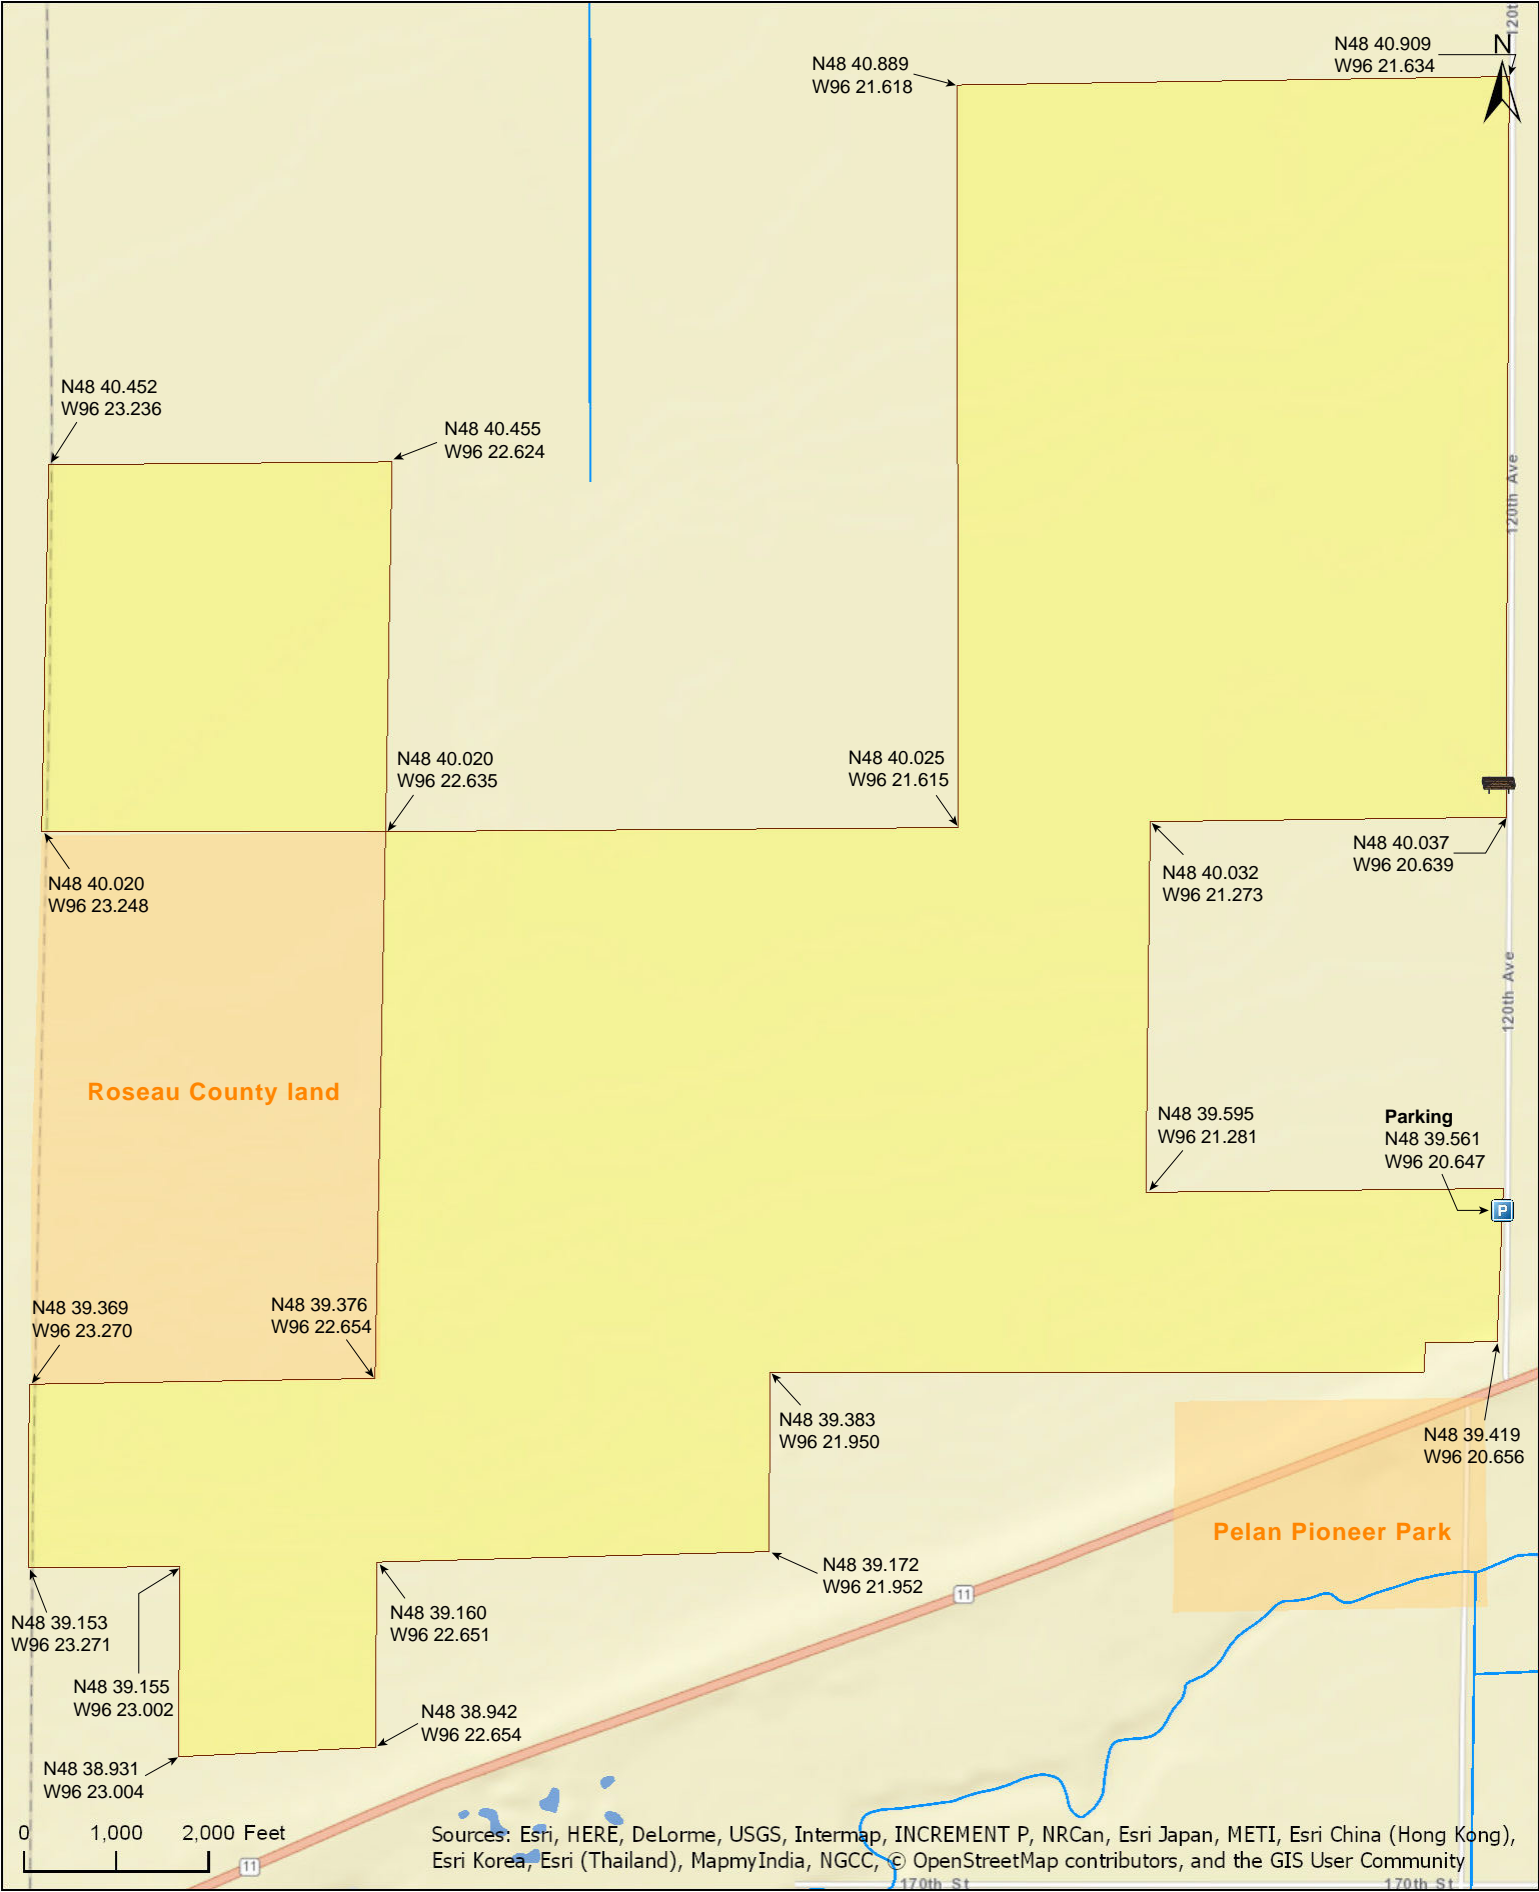 120t
N48 40.909
W96 21.634
N
N48 40.889
W96 21.618
N48 40.452
W96 23.236
N48 40.455
W96 22.624
120th Ave
N48 40.020
W96 22.635
N48 40.025
W96 21.615
N48 40.037
W96 20.639
N48 40.032
W96 21.273
N48 40.020
W96 23.248
120th Ave
Roseau County land
N48 39.595
W96 21.281
Parking
N48 39.561
W96 20.647
P
N48 39.369
W96 23.270
N48 39.376
W96 22.654
N48 39.383
W96 21.950
N48 39.419
W96 20.656
Pelan Pioneer Park
N48 39.172
W96 21.952
11
N48 39.153
W96 23.271
N48 39.160
W96 22.651
N48 39.155
W96 23.002
N48 38.942
W96 22.654
N48 38.931
W96 23.004
0 1,000 2,000 Feet
11
Sources: Esri, HERE, DeLorme, USGS, Intermap, INCREMENT P, NRCan, Esri Japan, METI, Esri China (Hong Kong),
Esri Korea, Esri (Thailand), MapmyIndia, NGCC, © OpenStreetMap contributors, and the GIS User Community
170th St
170th St